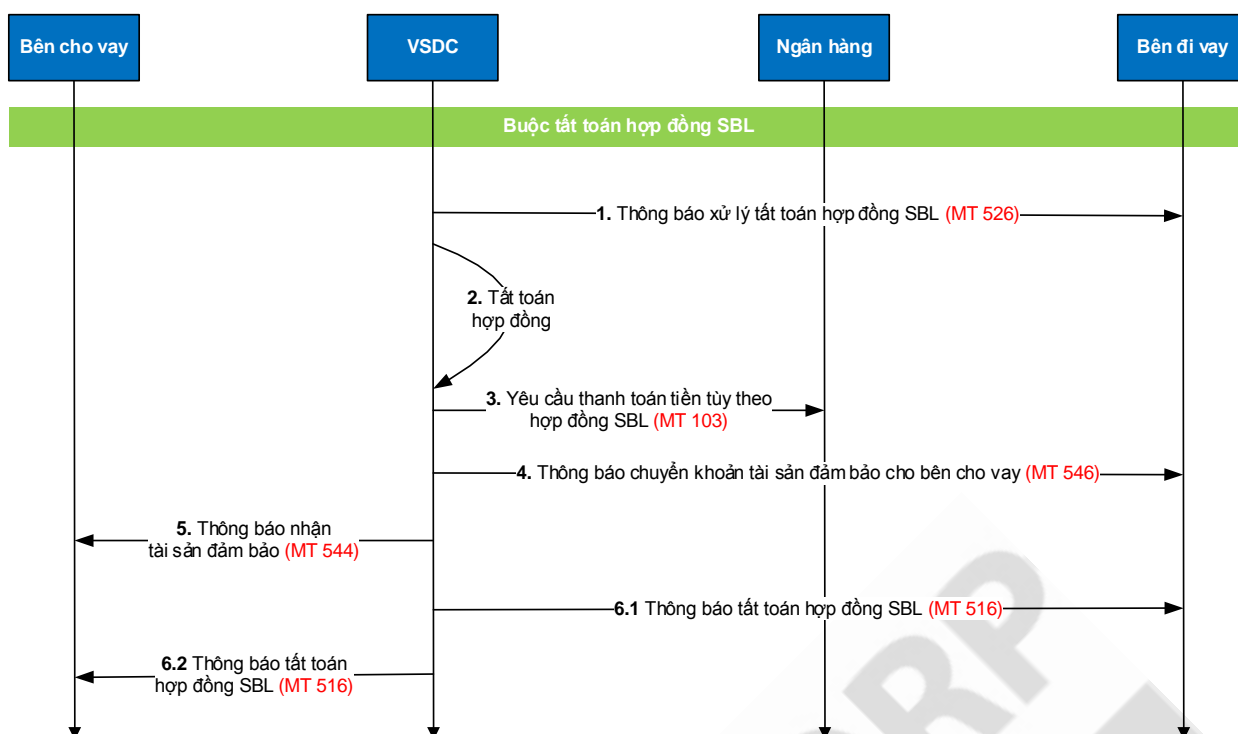 Bên cho vay
VSDC
Ngân hàng
Bên đi vay
Buộc tất toán hợp đồng SBL
1. Thông báo xử lý tất toán hợp đồng SBL (MT 526)
2. Tất toán
hợp đồng
3. Yêu cầu thanh toán tiền tùy theo
hợp đồng SBL (MT 103)
4. Thông báo chuyển khoản tài sản đảm bảo cho bên cho vay (MT 546)
5. Thông báo nhận
tài sản đảm bảo (MT 544)
6.1 Thông báo tất toán hợp đồng SBL (MT 516)
6.2 Thông báo tất toán
hợp đồng SBL (MT 516)